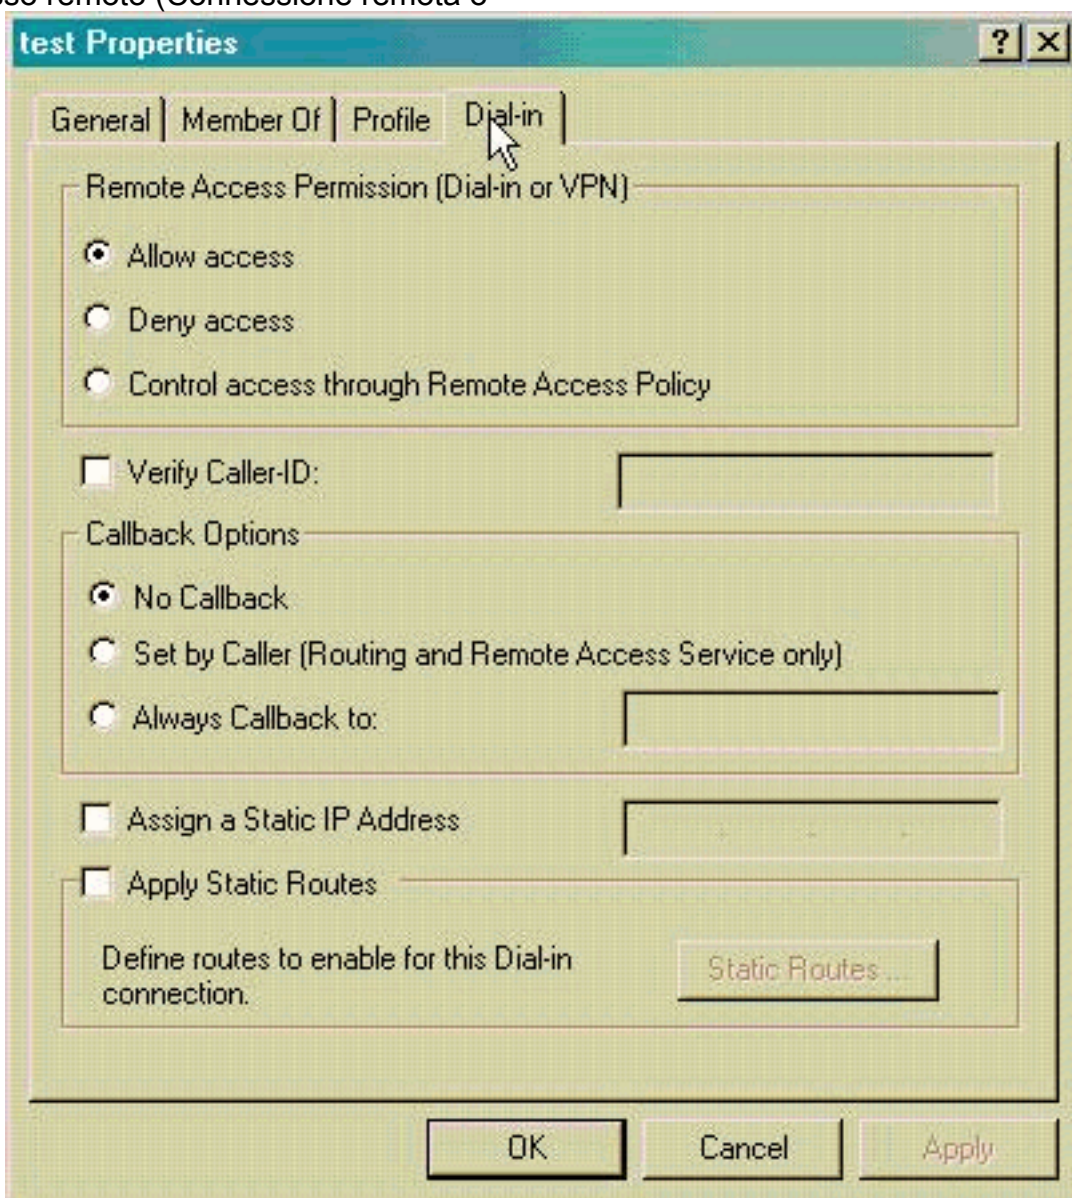 remoto (Connessione remota o
test Properties
General Member Of Profile Dial-in
Remote Access Permission (Dial-in or VPN)
Allow access
Deny access
Control access through Remote Access Policy
Verify Caller-ID:
Callback Options
No Callback
Set by Caller (Routing and Remote Access Service only)
Always Callback to:
Assign a Static IP Address
Apply Static Routes
Define routes to enable for this Dial-in
connection.
Static Routes ...
OK Cancel Apply